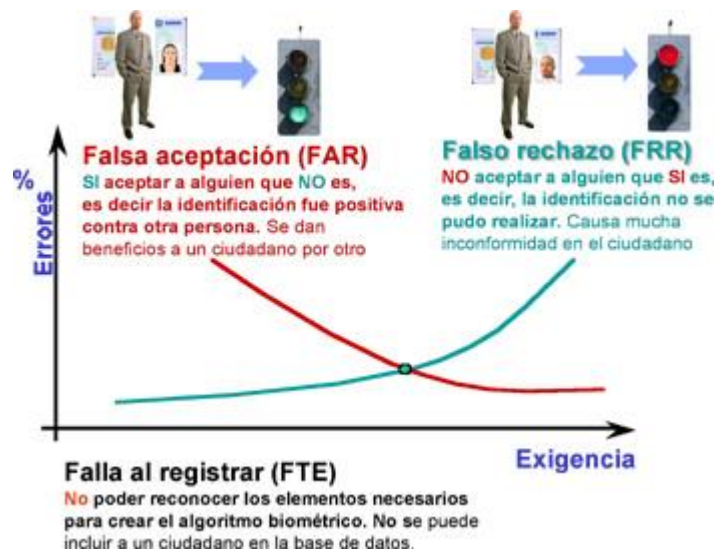 Falsa aceptación (FAR)
SI aceptar a alguien que NO es,
es decir la identificación fue positiva
contra otra persona. Se dan
beneficios a un ciudadano por otro
Falso rechazo (FRR)
NO aceptar a alguien que SI es,
es decir, la identificación no se
pudo realizar. Causa mucha
inconformidad en el ciudadano
%
Errores
Exigencia
Falla al registrar (FTE)
No poder reconocer los elementos necesarios
para crear el algoritmo biométrico. No se puede
incluir a un ciudadano en la base de datos.